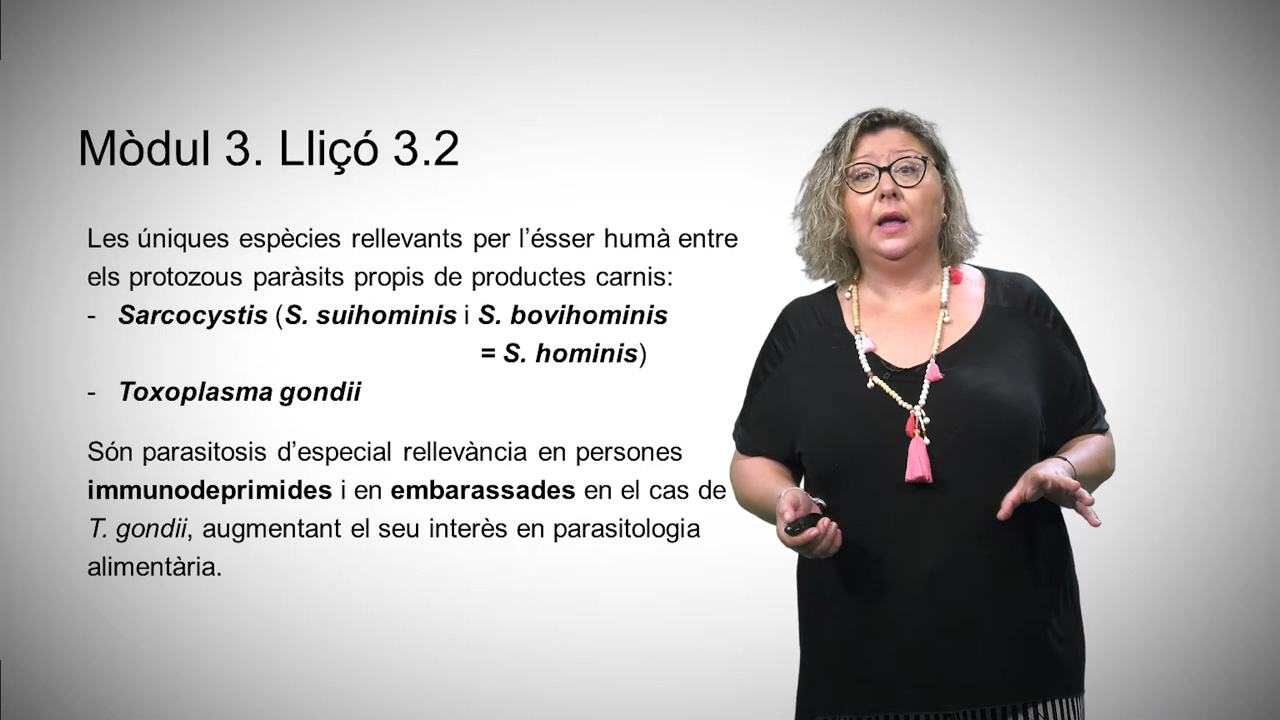 Mòdul 3. Lliçó 3.2
Les úniques espècies rellevants per l’ésser humà entre
els protozous paràsits propis de productes carnis:
- Sarcocystis (S. suihominis i S. bovihominis
= S. hominis)
- Toxoplasma gondii
Són parasitosis d’especial rellevància en persones
immunodeprimides i en embarassades en el cas de
T. gondii, augmentant el seu interès en parasitologia
alimentària.